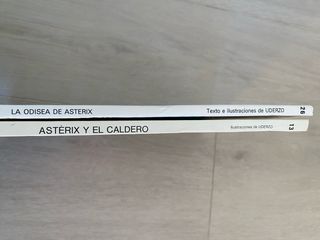 LA ODISEA DE ASTERIX Texto e ilustraciones de UDERZO 26
ASTÉRIX Y EL CALDERO Ilustraciones de UDERZO 13